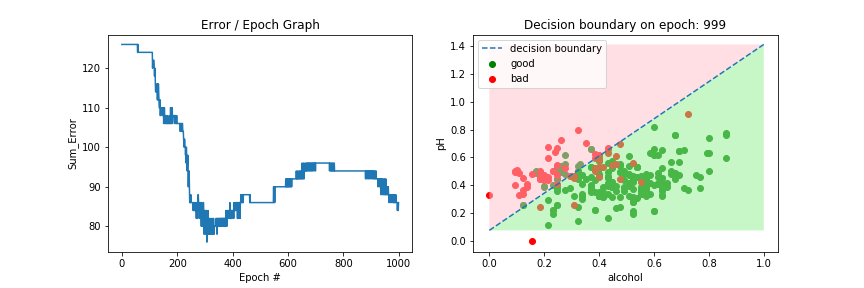 Error / Epoch Graph
Sum_Error
120
110
100
90
80
0
200
400
600
800
1000
Epoch #
Decision boundary on epoch: 999
decision boundary
good
bad
pH
1.4
1.2
1.0
0.8
0.6
0.4
0.2
0.0
0.0
0.2
0.4
0.6
0.8
1.0
alcohol